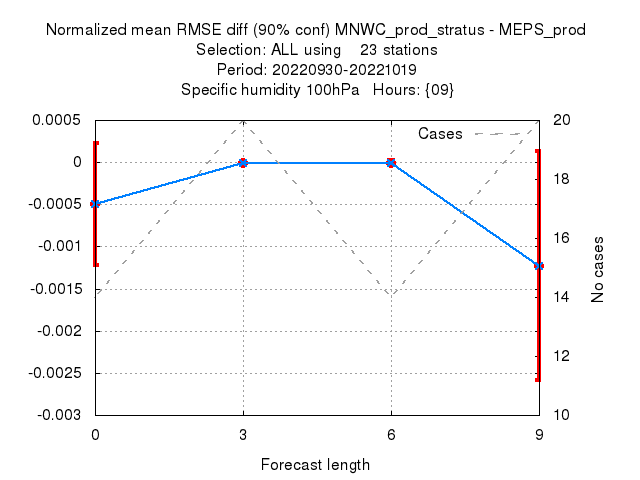 Normalized mean RMSE diff (90% conf) MNWC_prod_stratus - MEPS_prod
Selection: ALL using    23 stations
Period: 20220930-20221019
Specific humidity 100hPa   Hours: {09}
Cases
0.0005
0
-0.0005
-0.001
-0.0015
-0.002
-0.0025
-0.003
20
18
16
14
12
10
No cases
0 3 6 9
Forecast length